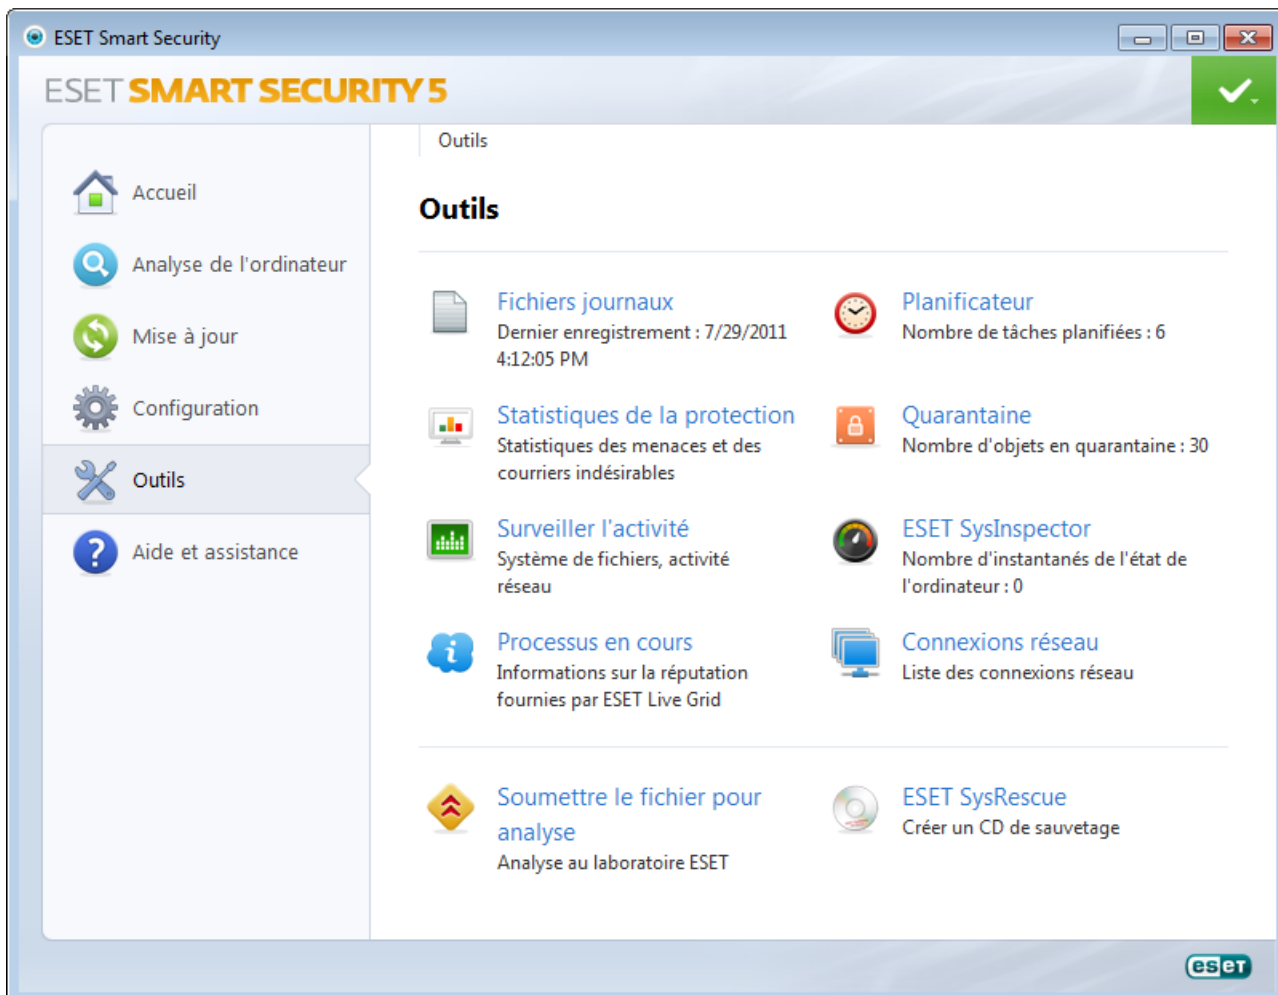 ESET Smart Security
ESET SMART SECURITY 5
Accueil
Analyse de l'ordinateur
Mise à jour
Configuration
Outils
Aide et assistance
Outils
Outils
Fichiers journaux
Dernier enregistrement : 7/29/2011
4:12:05 PM
Planificateur
Nombre de tâches planifiées : 6
Statistiques de la protection
Statistiques des menaces et des
courriers indésirables
Quarantaine
Nombre d'objets en quarantaine : 30
Surveiller l'activité
Système de fichiers, activité
réseau
ESET SysInspector
Nombre d'instantanés de l'état de
l'ordinateur : 0
Processus en cours
Informations sur la réputation
fournies par ESET Live Grid
Connexions réseau
Liste des connexions réseau
Soumettre le fichier pour
analyse
Analyse au laboratoire ESET
ESET SysRescue
Créer un CD de sauvetage
eseT